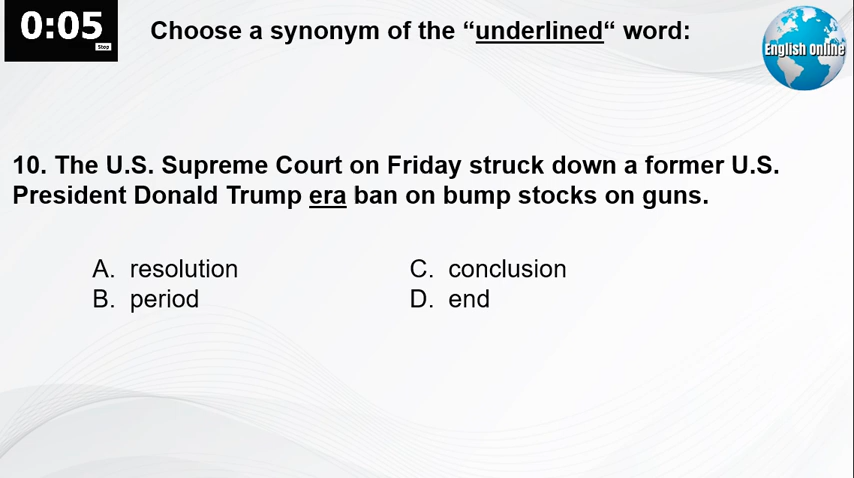 0:05
Stop
Choose a synonym of the “underlined“ word:
English Online
10. The U.S. Supreme Court on Friday struck down a former U.S.
President Donald Trump era ban on bump stocks on guns.
A. resolution
B. period
C. conclusion
D. end